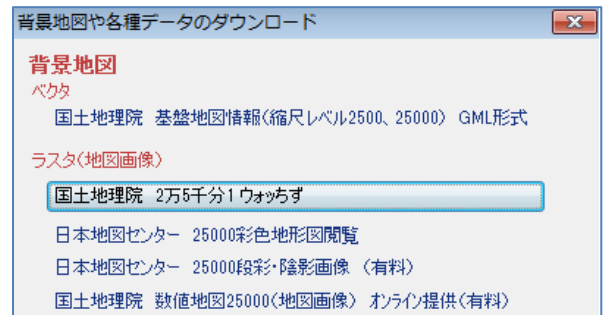 背景地図や各種データのダウンロード
背景地図
ベクタ
国土地理院 基盤地図情報(縮尺レベル2500、25000) GML形式
ラスタ(地図画像)
国土地理院 2万5千分1ウォッちず
日本地図センター 25000彩色地形図閲覧
日本地図センター 25000段彩・陰影画像 (有料)
国土地理院 数値地図25000(地図画像) オンライン提供(有料)